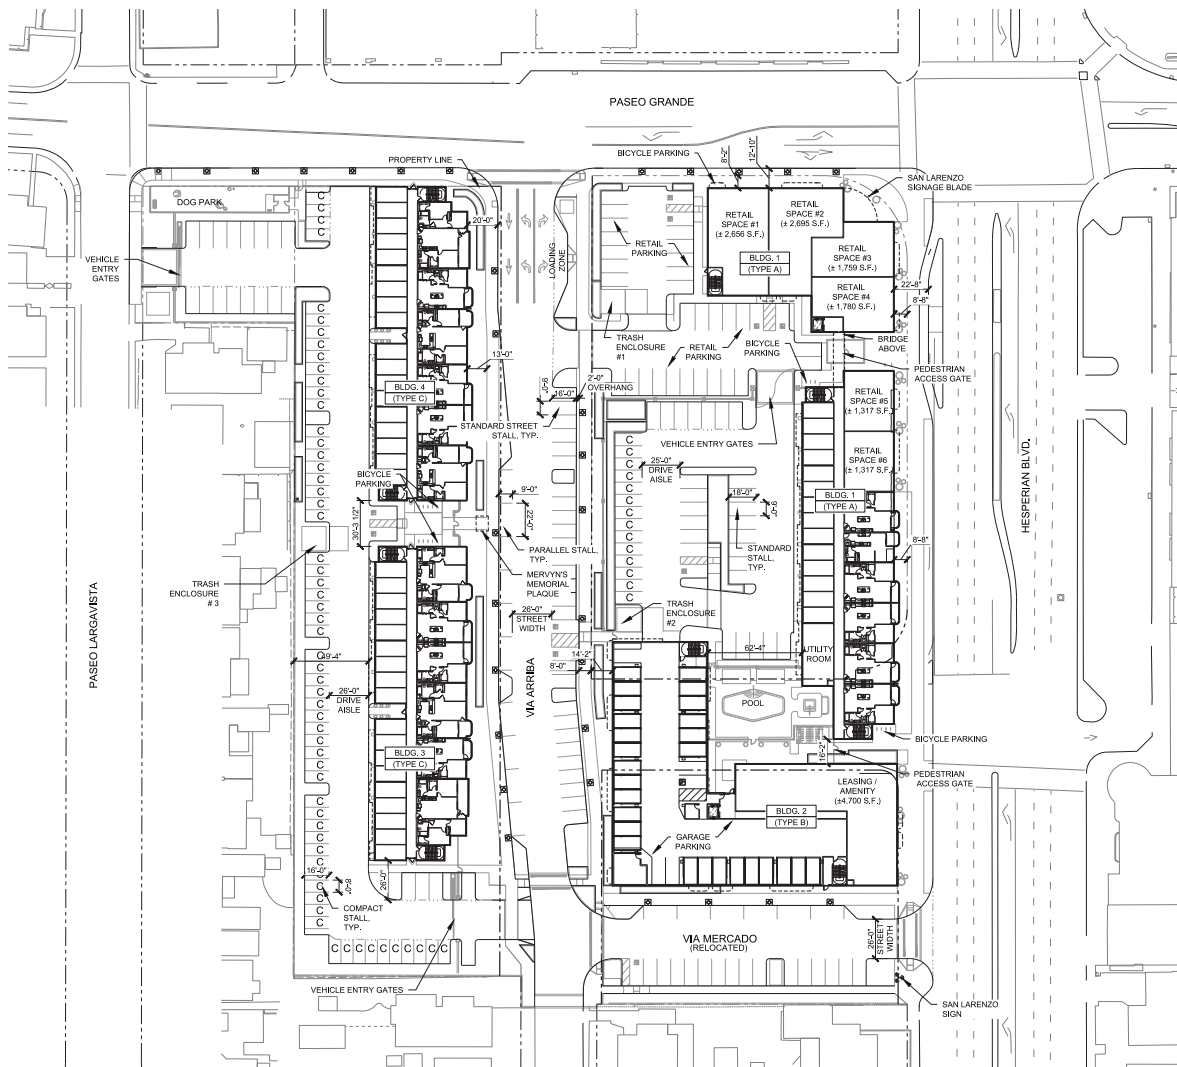 PASEO GRANDE
PROPERTY LINE
BICYCLE PARKING
8'-2"
12'-10"
SAN LARENZO
SIGNAGE BLADE
DOG PARK
20'-0"
LOADING
ZONE
RETAIL
PARKING
RETAIL
SPACE #1
(± 2,656 S.F.)
RETAIL
SPACE #2
(± 2,695 S.F.)
BLDG. 1
(TYPE A)
RETAIL
SPACE #3
(± 1,759 S.F.)
RETAIL
SPACE #4
(± 1,780 S.F.)
22'-8"
8'-8"
VEHICLE
ENTRY
GATES
TRASH
ENCLOSURE
#1
RETAIL
PARKING
BICYCLE
PARKING
BRIDGE
ABOVE
PEDESTRIAN
ACCESS GATE
13'-0"
BLDG. 4
(TYPE C)
9'-0"
16'-0"
2'-0"
OVERHANG
STANDARD STREET
STALL, TYP.
VEHICLE ENTRY GATES
RETAIL
SPACE #5
(± 1,317 S.F.)
RETAIL
SPACE #6
(± 1,317 S.F.)
HESPERIAN BLVD.
BICYCLE
PARKING
25'-0"
DRIVE
AISLE
18'-0"
9'-0"
BLDG. 1
(TYPE A)
9'-0"
22'-0"
30'-3 1/2"
PARALLEL STALL,
TYP.
STANDARD
STALL,
TYP.
8'-8"
MERVYN'S
MEMORIAL
PLAQUE
TRASH
ENCLOSURE
# 3
TRASH
ENCLOSURE
#2
26'-0"
STREET
WIDTH
PASEO LARGAVISTA
VIA ARRIBA
49'-4"
26'-0"
DRIVE
AISLE
14'-2"
8'-0"
62'-4"
UTILITY
ROOM
POOL
BICYCLE PARKING
16'-2"
PEDESTRIAN
ACCESS GATE
BLDG. 3
(TYPE C)
LEASING /
AMENITY
(±4,700 S.F.)
BLDG. 2
(TYPE B)
GARAGE
PARKING
16'-0"
8'-0"
26'-0"
COMPACT
STALL,
TYP.
C C C C C C C C C C
VIA MERCADO
(RELOCATED)
26'-0"
STREET
WIDTH
VEHICLE ENTRY GATES
SAN LARENZO
SIGN